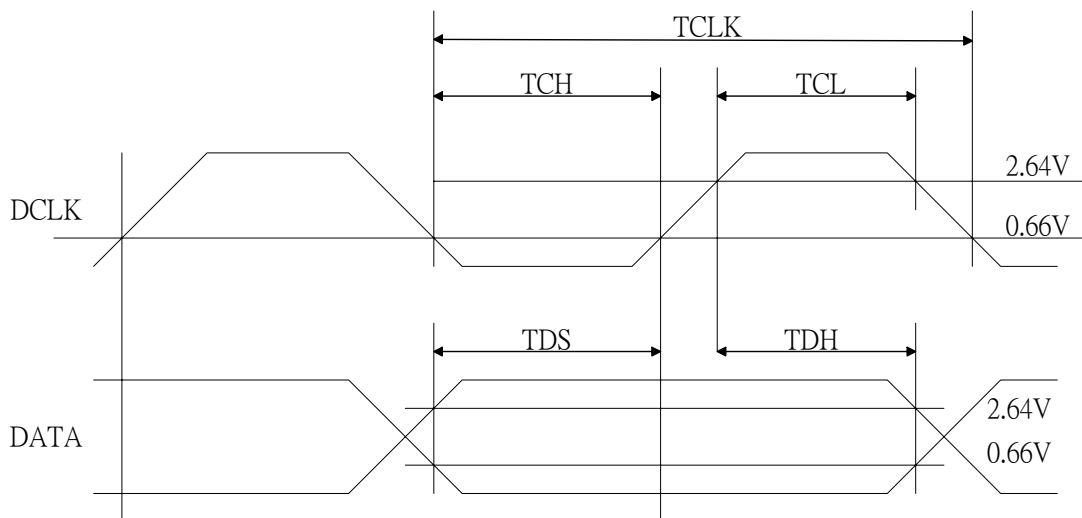 TCLK
TCH
TCL
2.64V
DCLK
0.66V
TDS
TDH
2.64V
DATA
0.66V